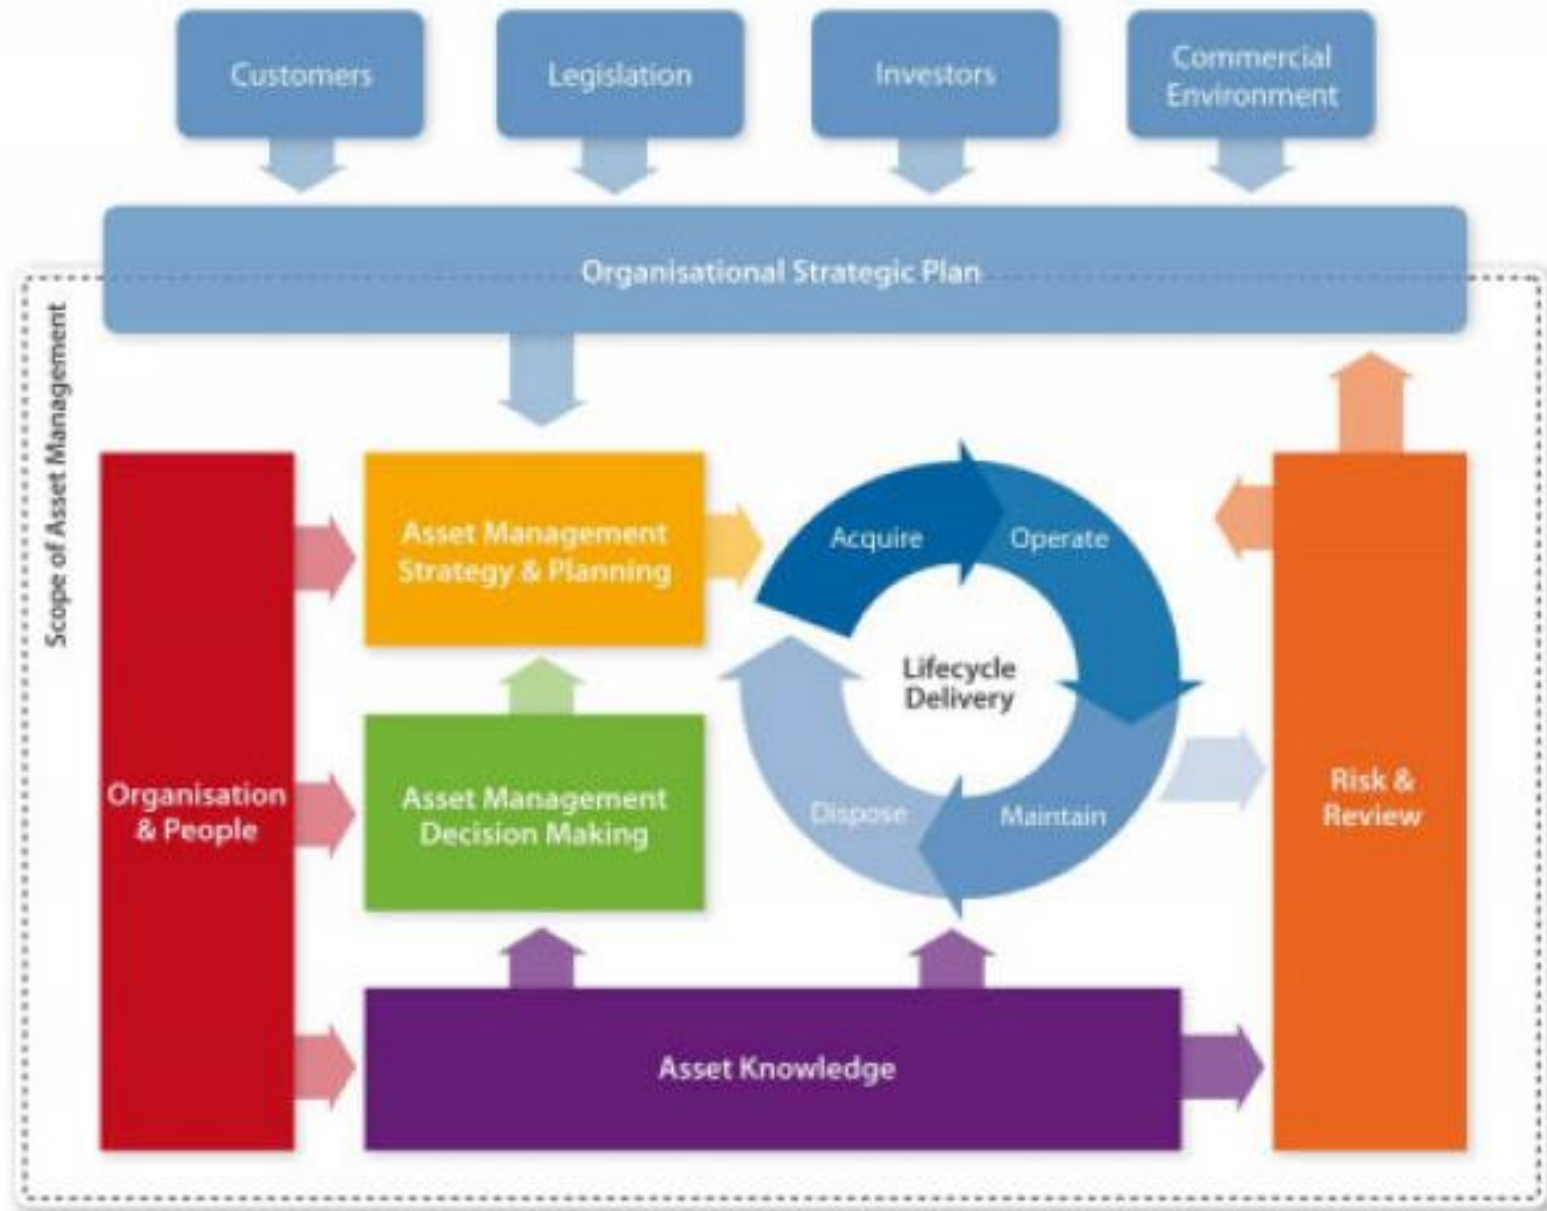 Customers
Legislation
Investors
Commercial
Environment
Organisational Strategic Plan
Scope of Asset Management
Asset Management
Strategy & Planning
Acquire
Operate
Lifecycle
Delivery
Organisation
& People
Asset Management
Decision Making
Dispose
Maintain
Risk &
Review
Asset Knowledge